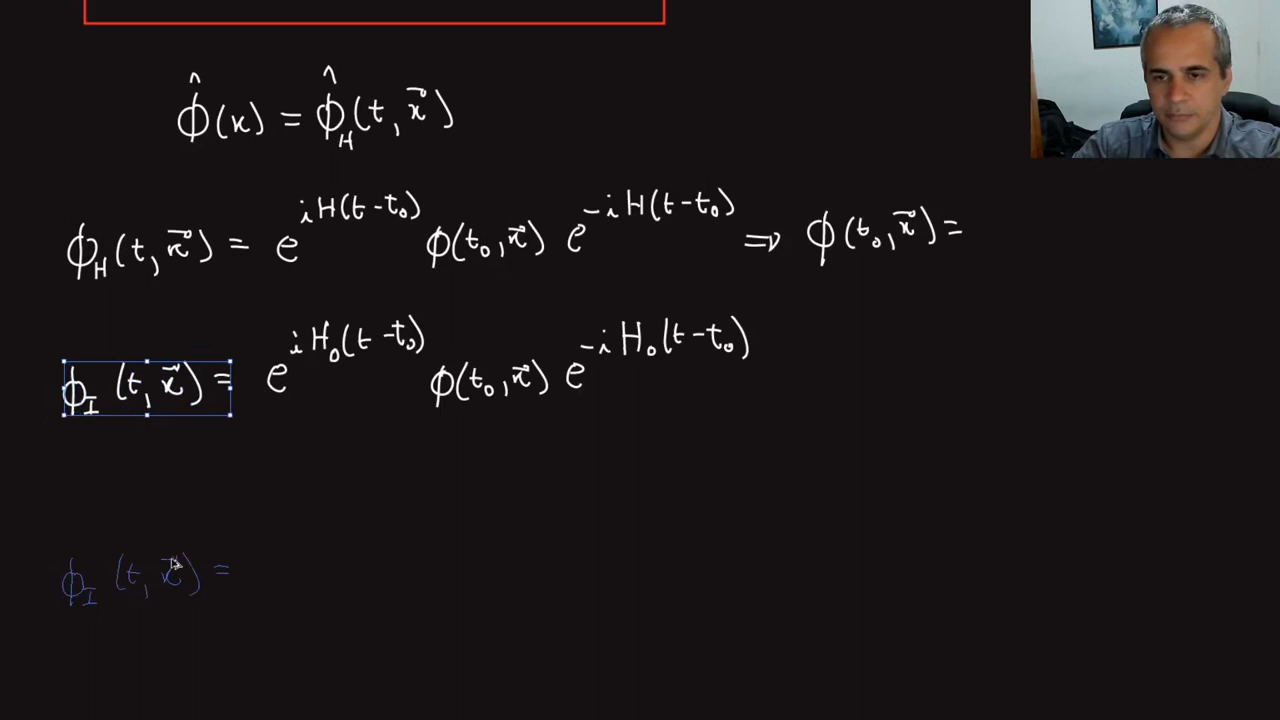 ϕ̂(x) = ϕ̂_H(t, x⃗)
ϕ_H(t, x⃗) = e^{iH(t-t₀)} ϕ(t₀, x⃗) e^{-iH(t-t₀)} ⇒ ϕ(t₀, x⃗) =
ϕ_I (t, x⃗) = e^{iH₀(t-t₀)} ϕ(t₀, x⃗) e^{-iH₀(t-t₀)}
ϕ_I (t, x⃗) =